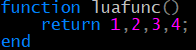 function luafunc()
    return 1,2,3,4;
end